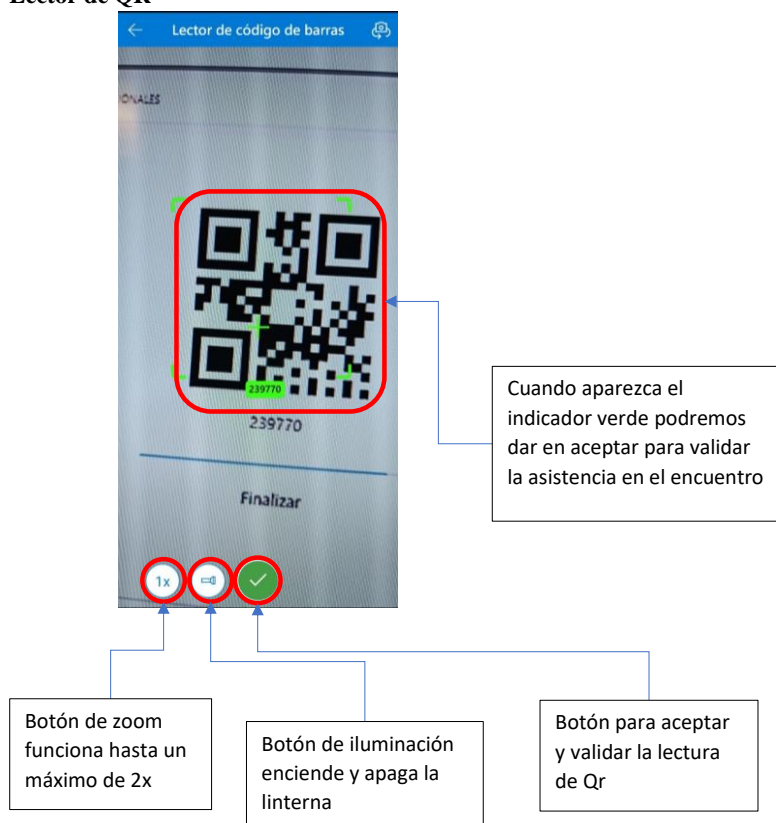 Lector de QR
Lector de código de barras
IONALES
239770
239770
Finalizar
1x
Cuando aparezca el
indicador verde podremos
dar en aceptar para validar
la asistencia en el encuentro
Botón de zoom
funciona hasta un
máximo de 2x
Botón de iluminación
enciende y apaga la
linterna
Botón para aceptar
y validar la lectura
de Qr